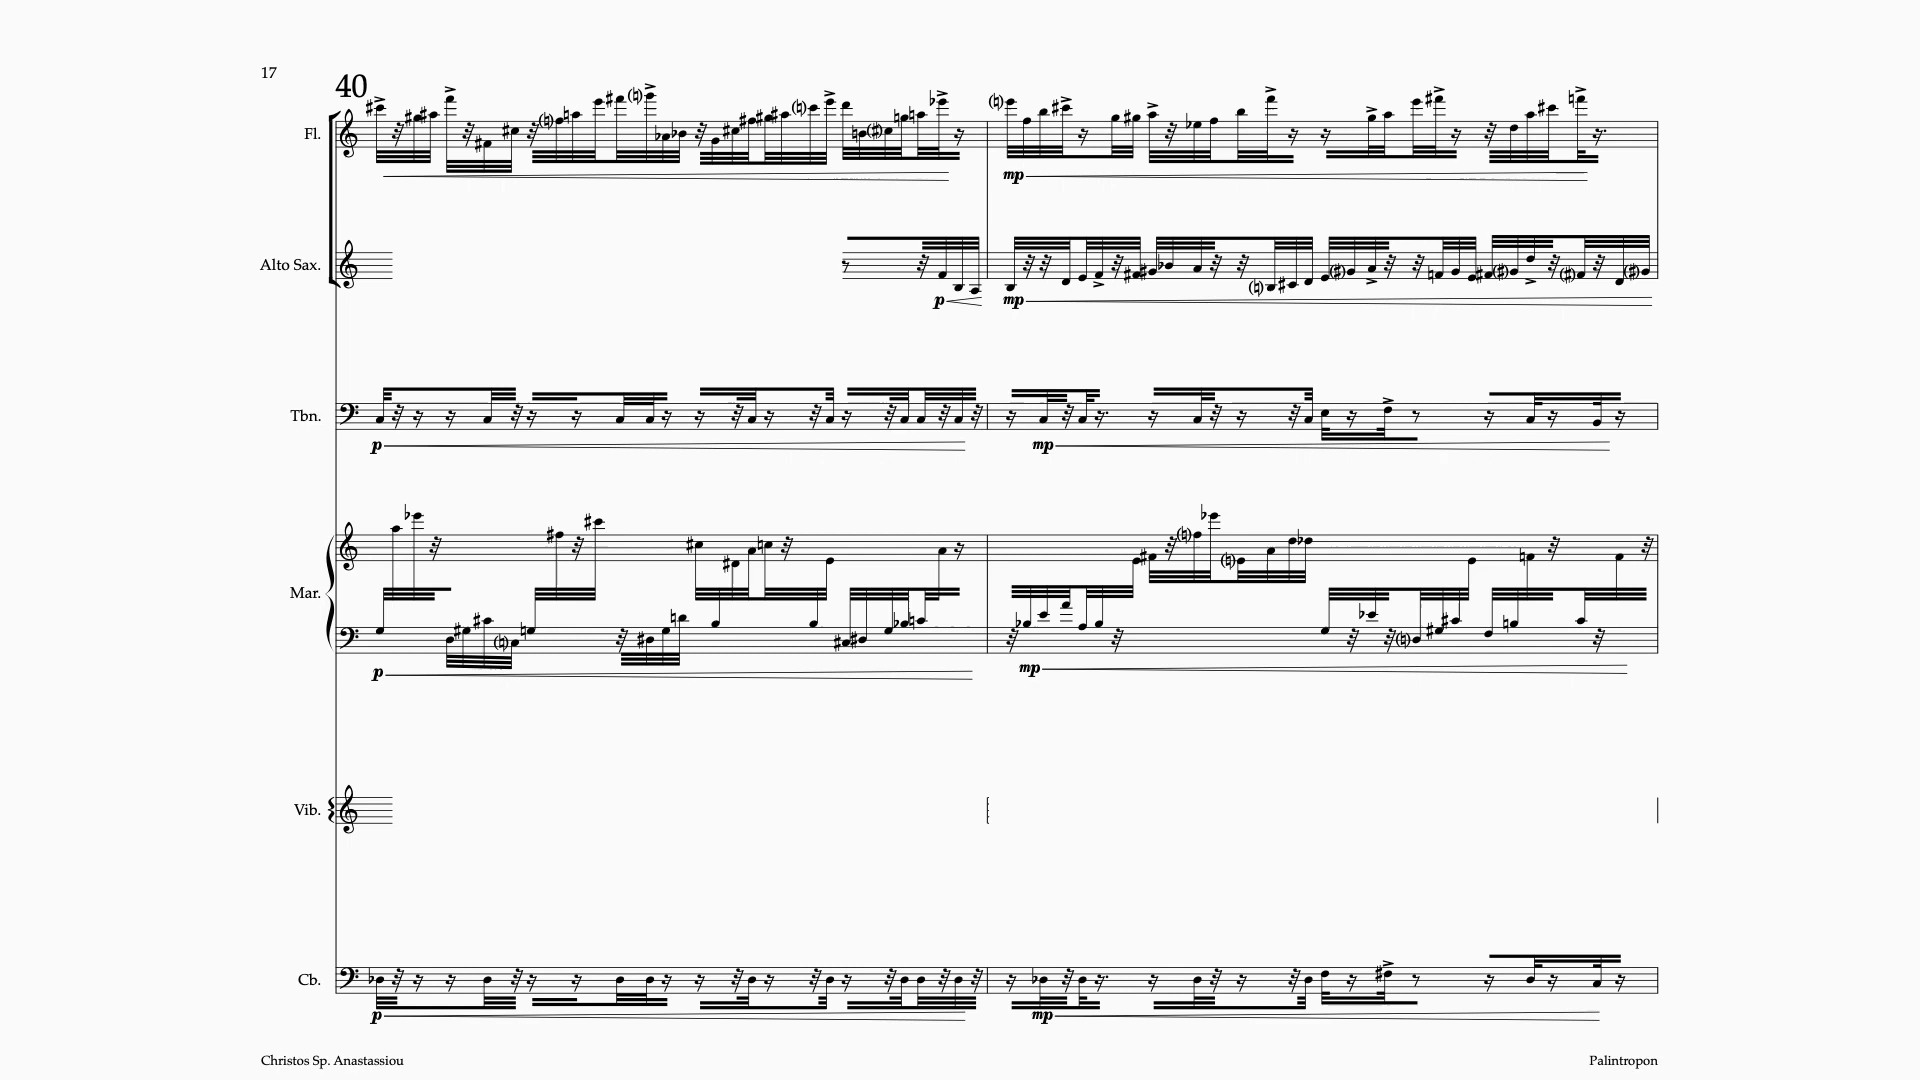 17
40
Fl.
mp
Alto Sax.
p
mp
Tbn.
p
mp
Mar.
p
mp
Vib.
Cb.
p
mp
Christos Sp. Anastassiou
Palintropon